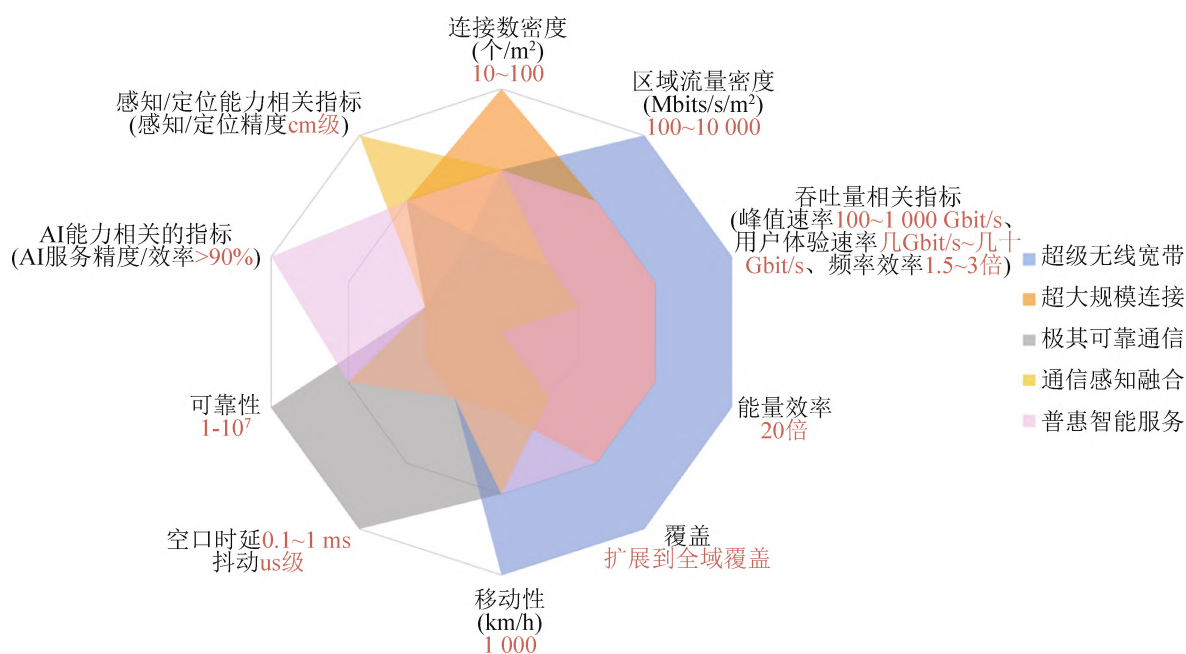 连接数密度
(个/m²)
10~100
区域流量密度
(Mbits/s/m²)
100~10 000
感知/定位能力相关指标
(感知/定位精度cm级)
吞吐量相关指标
(峰值速率100~1 000 Gbit/s、
用户体验速率几Gbit/s~几十
Gbit/s、频率效率1.5~3倍)
AI能力相关的指标
(AI服务精度/效率>90%)
可靠性
1-10⁷
能量效率
20倍
空口时延0.1~1 ms
抖动us级
覆盖
扩展到全域覆盖
移动性
(km/h)
1 000
超级无线宽带
超大规模连接
极其可靠通信
通信感知融合
普惠智能服务